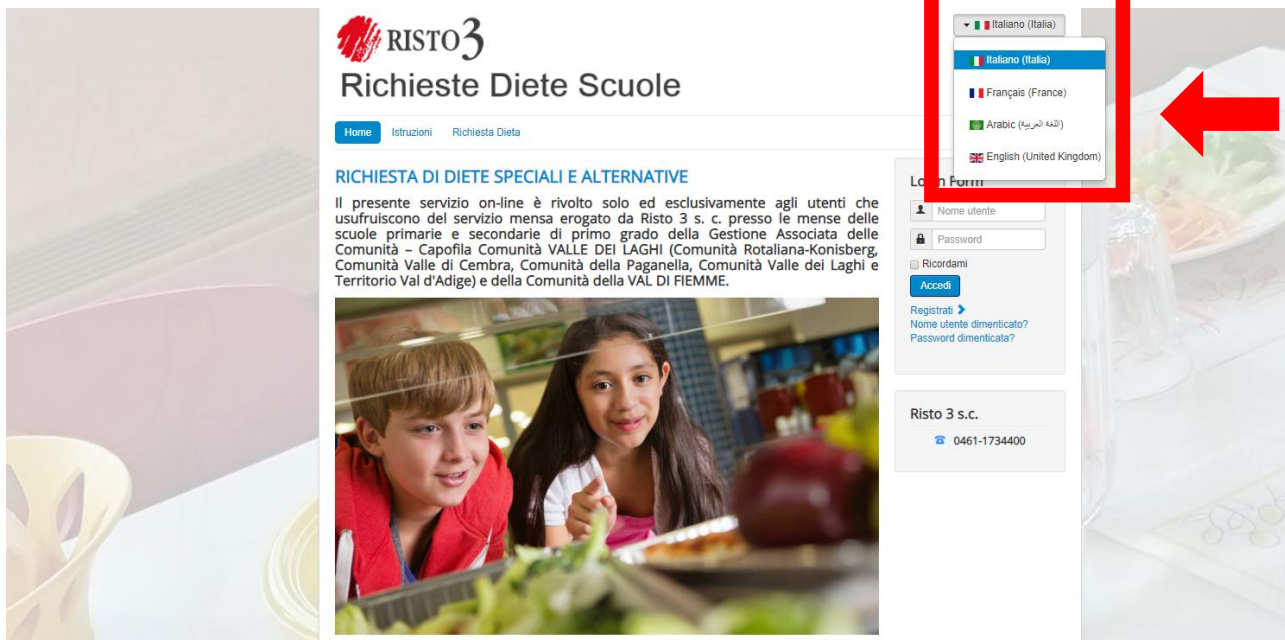 RISTO3
Italiano (Italia)
Richieste Diete Scuole
Italiano (Italia)
Français (France)
Arabic (اللغة العربية)
English (United Kingdom)
Home Istruzioni Richiesta Dieta
RICHIESTA DI DIETE SPECIALI E ALTERNATIVE
Il presente servizio on-line è rivolto solo ed esclusivamente agli utenti che
usufruiscono del servizio mensa erogato da Risto 3 s. c. presso le mense delle
scuole primarie e secondarie di primo grado della Gestione Associata delle
Comunità – Capofila Comunità VALLE DEI LAGHI (Comunità Rotaliana-Konisberg,
Comunità Valle di Cembra, Comunità della Paganella, Comunità Valle dei Laghi e
Territorio Val d'Adige) e della Comunità della VAL DI FIEMME.
Login Form
Nome utente
Password
Ricordami
Accedi
Registrati
Nome utente dimenticato?
Password dimenticata?
Risto 3 s.c.
0461-1734400